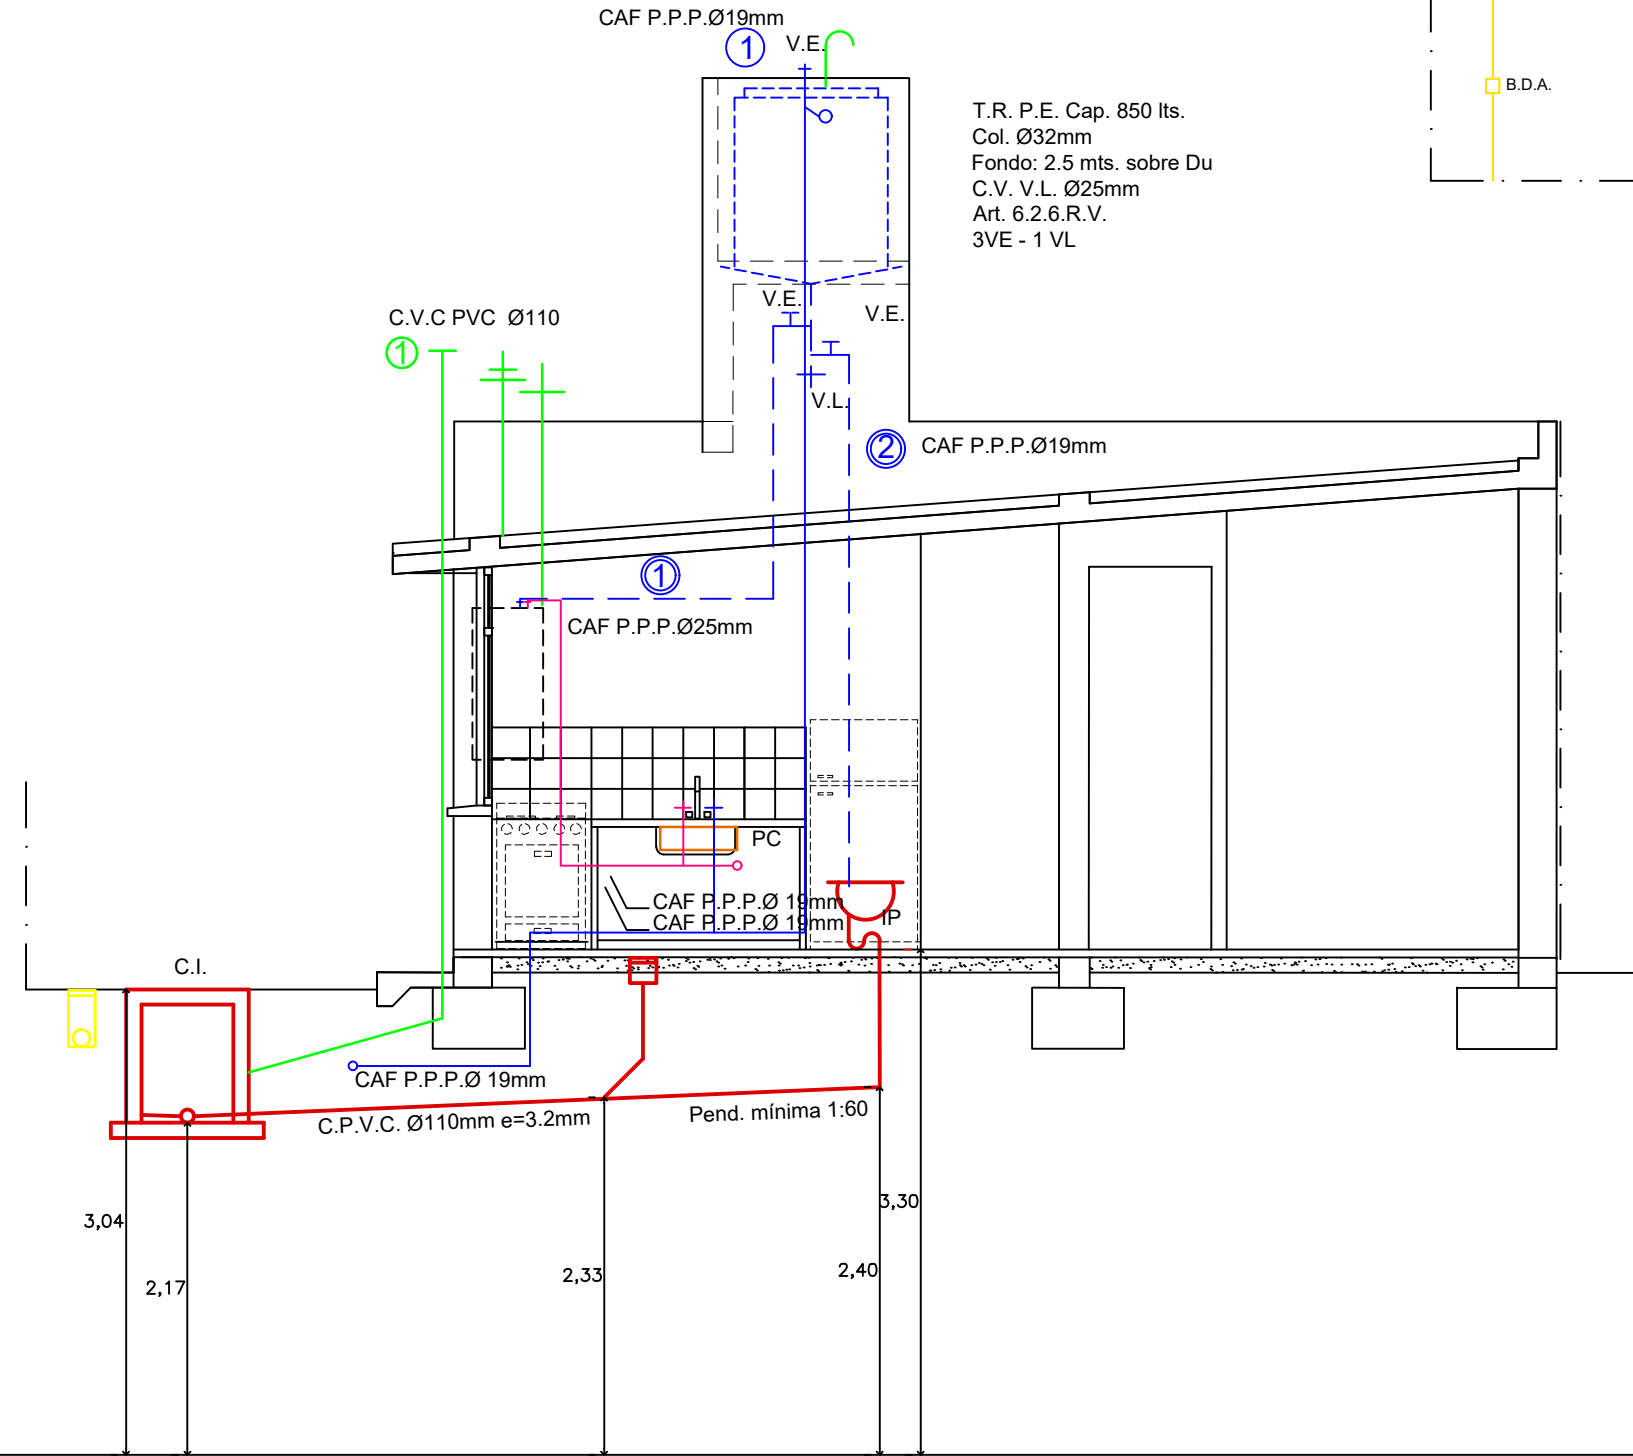 CAF P.P.P.Ø19mm
1
V.E.
B.D.A.
T.R. P.E. Cap. 850 lts.
Col. Ø32mm
Fondo: 2.5 mts. sobre Du
C.V. V.L. Ø25mm
Art. 6.2.6.R.V.
3VE - 1 VL
V.E.
V.E.
C.V.C PVC Ø110
1
V.L.
2
CAF P.P.P.Ø19mm
1
CAF P.P.P.Ø25mm
PC
CAF P.P.P.Ø 19mm
CAF P.P.P.Ø 19mm
IP
C.I.
CAF P.P.P.Ø 19mm
C.P.V.C. Ø110mm e=3.2mm
Pend. mínima 1:60
3,04
2,17
2,33
2,40
3,30